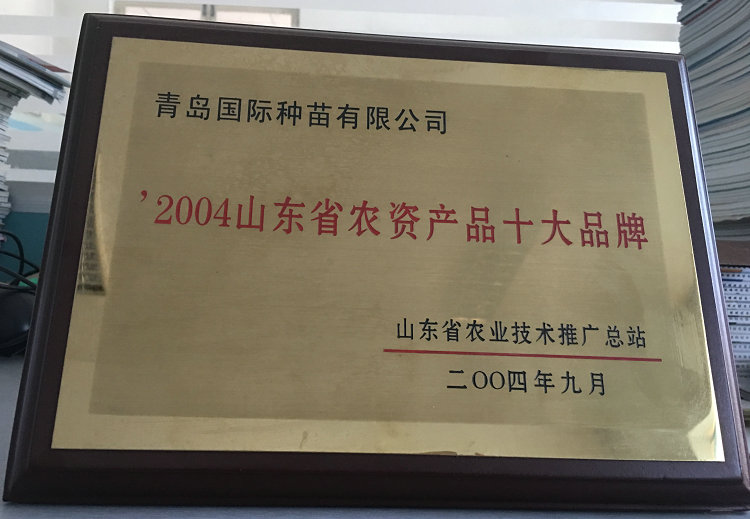 青岛国际种苗有限公司
’2004山东省农资产品十大品牌
山东省农业技术推广总站
二OO四年九月